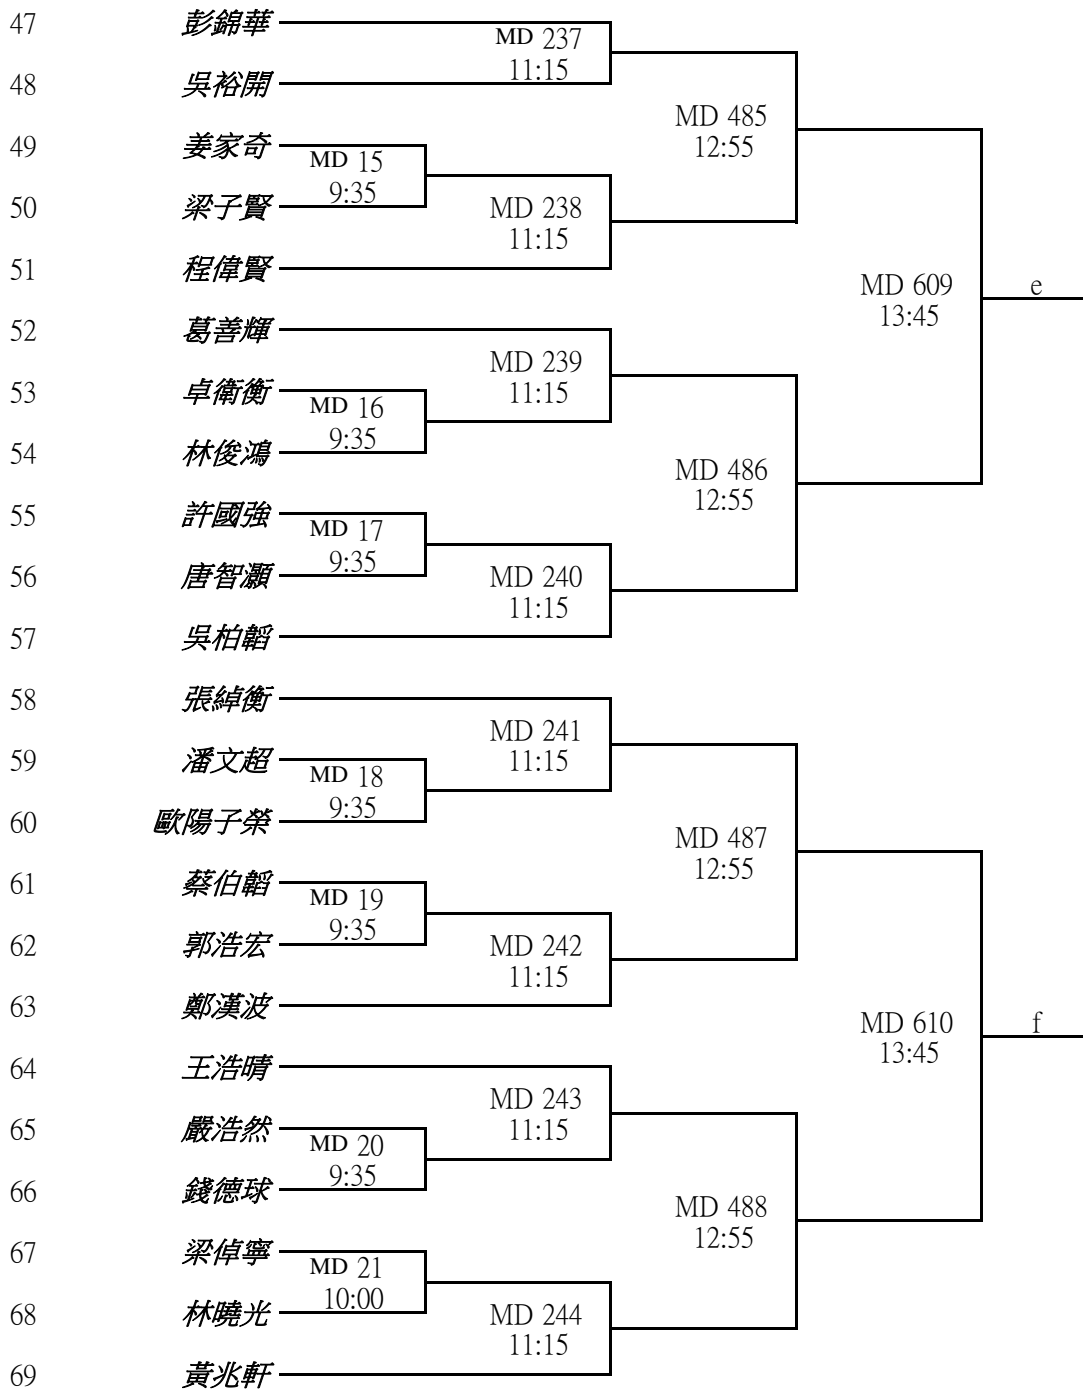 47 彭錦華
MD 237
11:15
48 吳裕開
MD 485
12:55
49 姜家奇
MD 15
9:35
50 梁子賢
MD 238
11:15
51 程偉賢
MD 609
13:45
e
52 葛善輝
MD 239
11:15
53 卓衛衡
MD 16
9:35
54 林俊鴻
MD 486
12:55
55 許國強
MD 17
9:35
56 唐智灝
MD 240
11:15
57 吳柏韜
58 張綽衡
MD 241
11:15
59 潘文超
MD 18
9:35
60 歐陽子榮
MD 487
12:55
61 蔡伯韜
MD 19
9:35
62 郭浩宏
MD 242
11:15
63 鄭漢波
MD 610
13:45
f
64 王浩晴
MD 243
11:15
65 嚴浩然
MD 20
9:35
66 錢德球
MD 488
12:55
67 梁倬寧
MD 21
10:00
68 林曉光
MD 244
11:15
69 黃兆軒